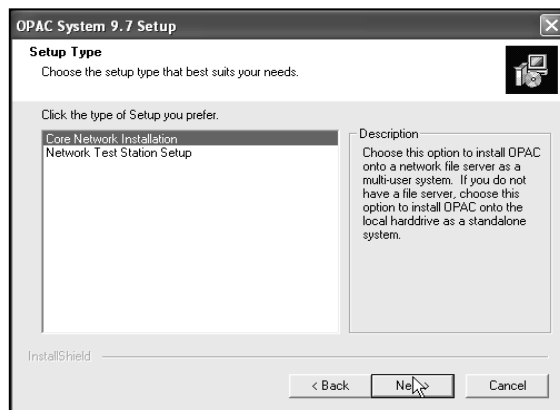 OPAC System 9.7 Setup
Setup Type
Choose the setup type that best suits your needs.
Click the type of Setup you prefer.
Core Network Installation
Network Test Station Setup
Description
Choose this option to install OPAC
onto a network file server as a
multi-user system. If you do not
have a file server, choose this
option to install OPAC onto the
local harddrive as a standalone
system.
InstallShield
< Back
Next >
Cancel